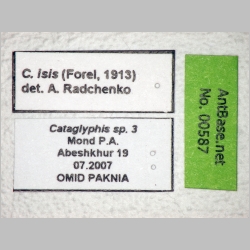 C. isis (Forel, 1913)
det. A. Radchenko
Cataglyphis sp. 3
Mond P.A.
Abeshkhur 19
07.2007
OMID PAKNIA
AntBase.net
No. 00587